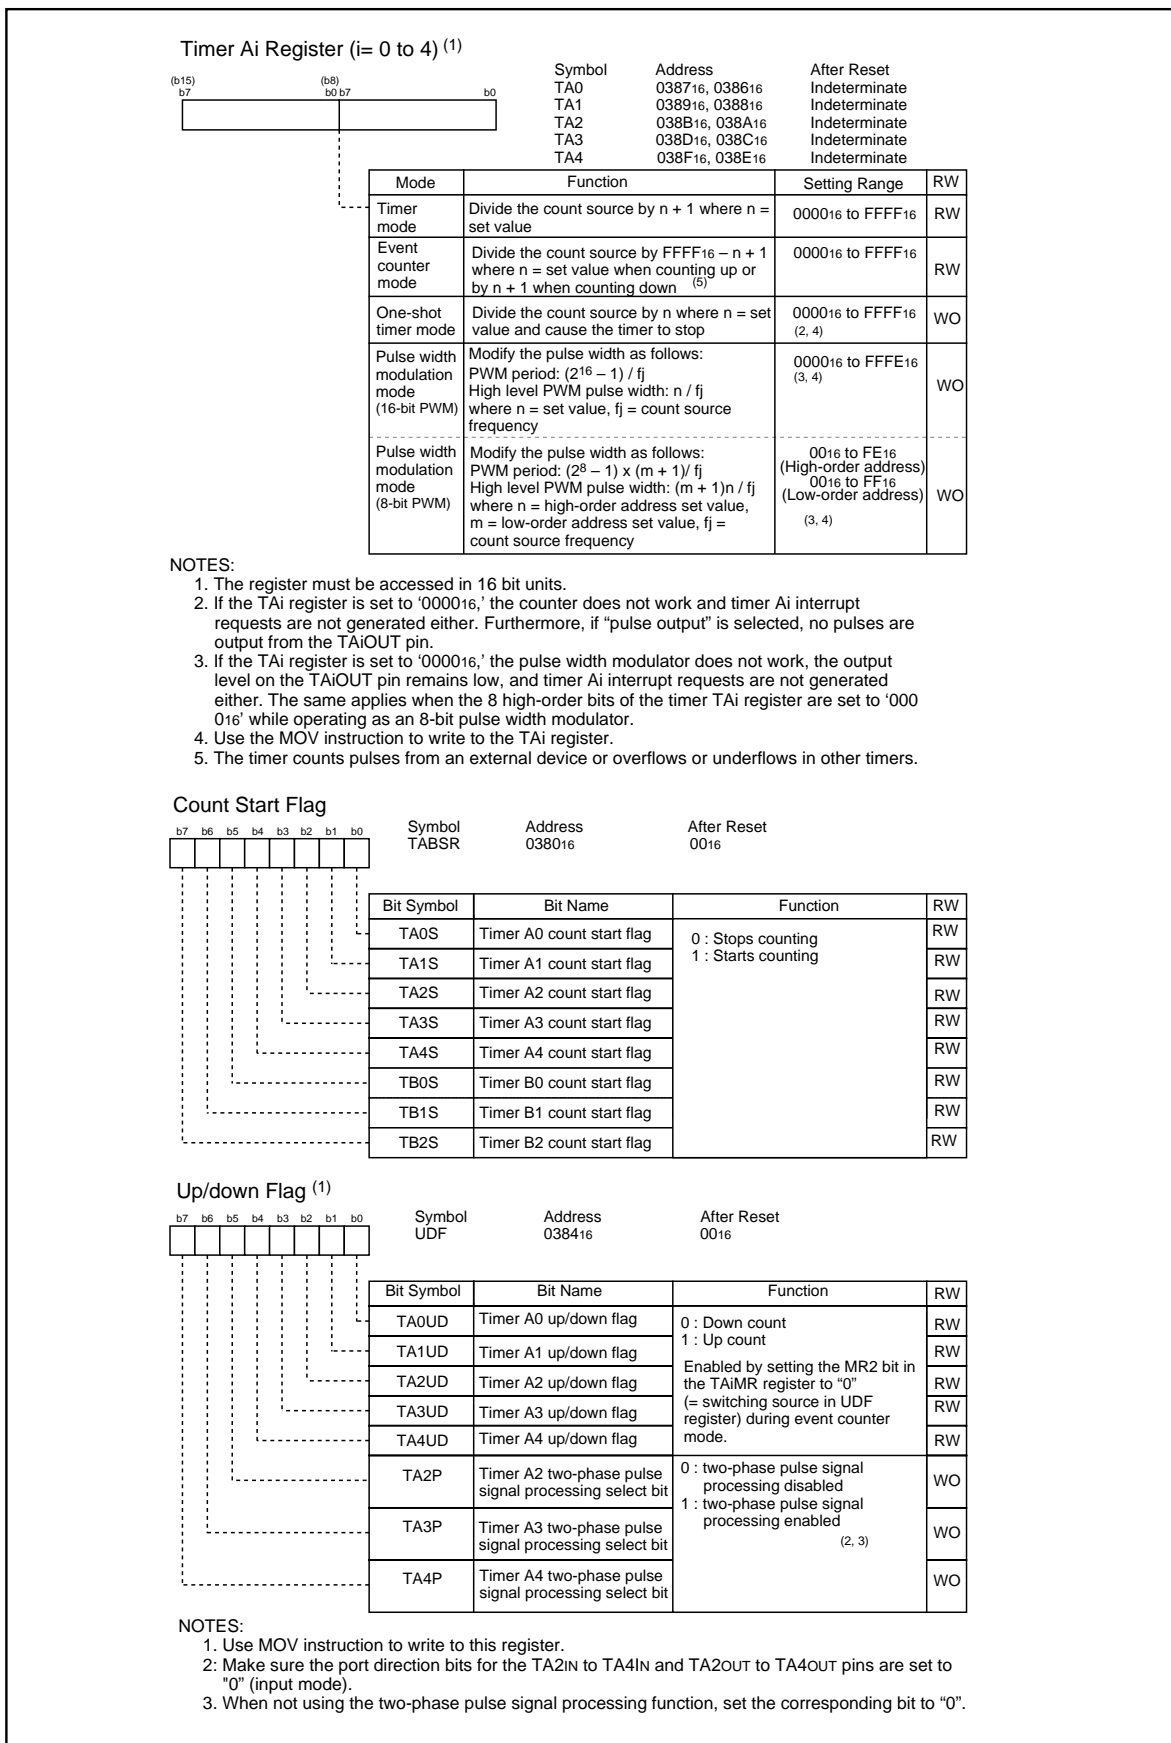 Timer Ai Register (i= 0 to 4) (1)
Symbol Address After Reset
(b15) (b8)
b7 b0 b7 b0
TA0 038716, 038616 Indeterminate
TA1 038916, 038816 Indeterminate
TA2 038B16, 038A16 Indeterminate
TA3 038D16, 038C16 Indeterminate
TA4 038F16, 038E16 Indeterminate
Mode Function Setting Range RW
Timer
mode
Divide the count source by n + 1 where n =
set value
000016 to FFFF16 RW
Event
counter
mode
Divide the count source by FFFF16 – n + 1
where n = set value when counting up or
by n + 1 when counting down (5)
000016 to FFFF16
RW
One-shot
timer mode
Divide the count source by n where n = set
value and cause the timer to stop
000016 to FFFF16
(2, 4)
WO
Pulse width
modulation
mode
(16-bit PWM)
Modify the pulse width as follows:
PWM period: (2^16 – 1) / fj
High level PWM pulse width: n / fj
where n = set value, fj = count source
frequency
000016 to FFFE16
(3, 4)
WO
Pulse width
modulation
mode
(8-bit PWM)
Modify the pulse width as follows:
PWM period: (2^8 – 1) x (m + 1)/ fj
High level PWM pulse width: (m + 1)n / fj
where n = high-order address set value,
m = low-order address set value, fj =
count source frequency
0016 to FE16
(High-order address)
0016 to FF16
(Low-order address)
(3, 4)
WO
NOTES:
1. The register must be accessed in 16 bit units.
2. If the TAi register is set to ‘000016,’ the counter does not work and timer Ai interrupt
requests are not generated either. Furthermore, if “pulse output” is selected, no pulses are
output from the TAiOUT pin.
3. If the TAi register is set to ‘000016,’ the pulse width modulator does not work, the output
level on the TAiOUT pin remains low, and timer Ai interrupt requests are not generated
either. The same applies when the 8 high-order bits of the timer TAi register are set to ‘000
016’ while operating as an 8-bit pulse width modulator.
4. Use the MOV instruction to write to the TAi register.
5. The timer counts pulses from an external device or overflows or underflows in other timers.
Count Start Flag
b7 b6 b5 b4 b3 b2 b1 b0
Symbol Address After Reset
TABSR 038016 0016
Bit Symbol Bit Name Function RW
TA0S Timer A0 count start flag 0 : Stops counting RW
TA1S Timer A1 count start flag 1 : Starts counting RW
TA2S Timer A2 count start flag RW
TA3S Timer A3 count start flag RW
TA4S Timer A4 count start flag RW
TB0S Timer B0 count start flag RW
TB1S Timer B1 count start flag RW
TB2S Timer B2 count start flag RW
Up/down Flag (1)
b7 b6 b5 b4 b3 b2 b1 b0
Symbol Address After Reset
UDF 038416 0016
Bit Symbol Bit Name Function RW
TA0UD Timer A0 up/down flag RW
TA1UD Timer A1 up/down flag RW
TA2UD Timer A2 up/down flag RW
TA3UD Timer A3 up/down flag RW
TA4UD Timer A4 up/down flag RW
0 : Down count
1 : Up count
Enabled by setting the MR2 bit in
the TAiMR register to “0”
(= switching source in UDF
register) during event counter
mode.
TA2P
Timer A2 two-phase pulse
signal processing select bit
WO
TA3P
Timer A3 two-phase pulse
signal processing select bit
WO
TA4P
Timer A4 two-phase pulse
signal processing select bit
WO
0 : two-phase pulse signal
processing disabled
1 : two-phase pulse signal
processing enabled
(2, 3)
NOTES:
1. Use MOV instruction to write to this register.
2: Make sure the port direction bits for the TA2IN to TA4IN and TA2OUT to TA4OUT pins are set to
"0” (input mode).
3. When not using the two-phase pulse signal processing function, set the corresponding bit to “0”.